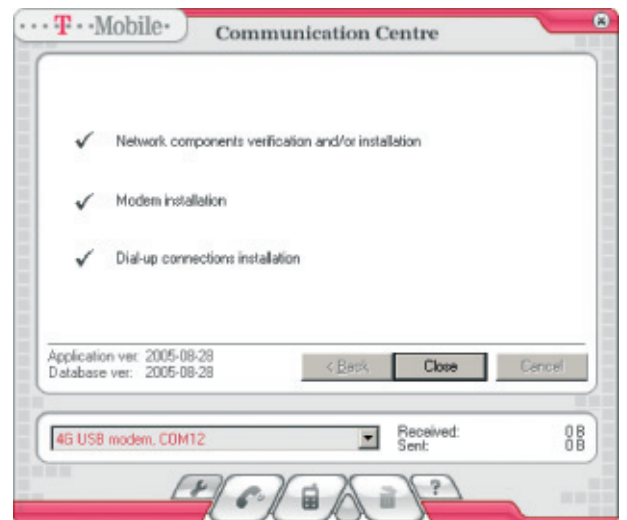 ···T··Mobile·
Communication Centre
Network components verification and/or installation
Modem installation
Dial-up connections installation
Application ver. 2005-08-28
Database ver. 2005-08-28
< Back
Close
Cancel
4G USB modem, COM12
Received: 0 B
Sent: 0 B
?